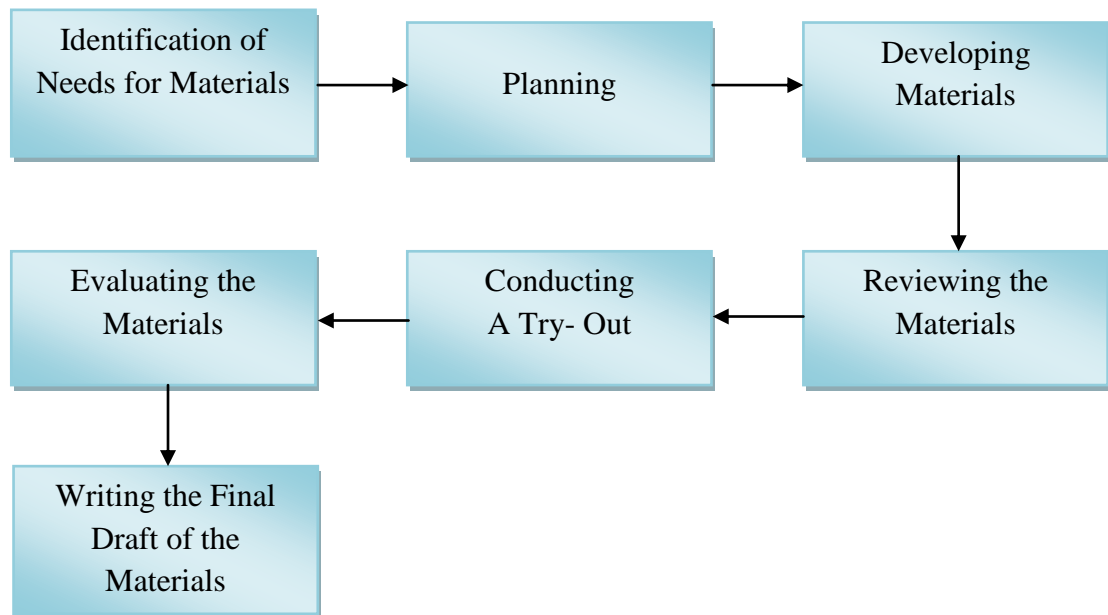 Identification of
Needs for Materials
Planning
Developing
Materials
Reviewing the
Materials
Conducting
A Try- Out
Evaluating the
Materials
Writing the Final
Draft of the
Materials